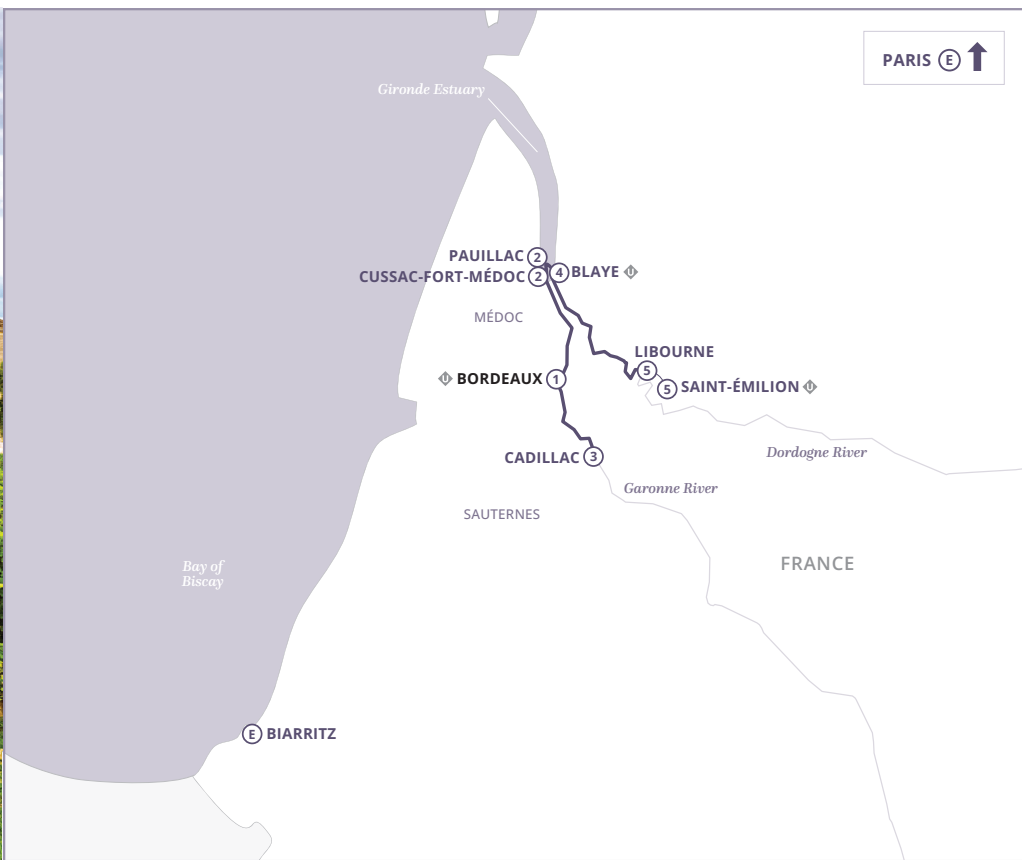 PARIS E
Gironde Estuary
PAUILLAC 2
CUSSAC-FORT-MÉDOC 2
4 BLAYE U
MÉDOC
LIBOURNE
5
U BORDEAUX 1
5 SAINT-ÉMILION U
Dordogne River
CADILLAC 3
Garonne River
SAUTERNES
FRANCE
Bay of
Biscay
E BIARRITZ